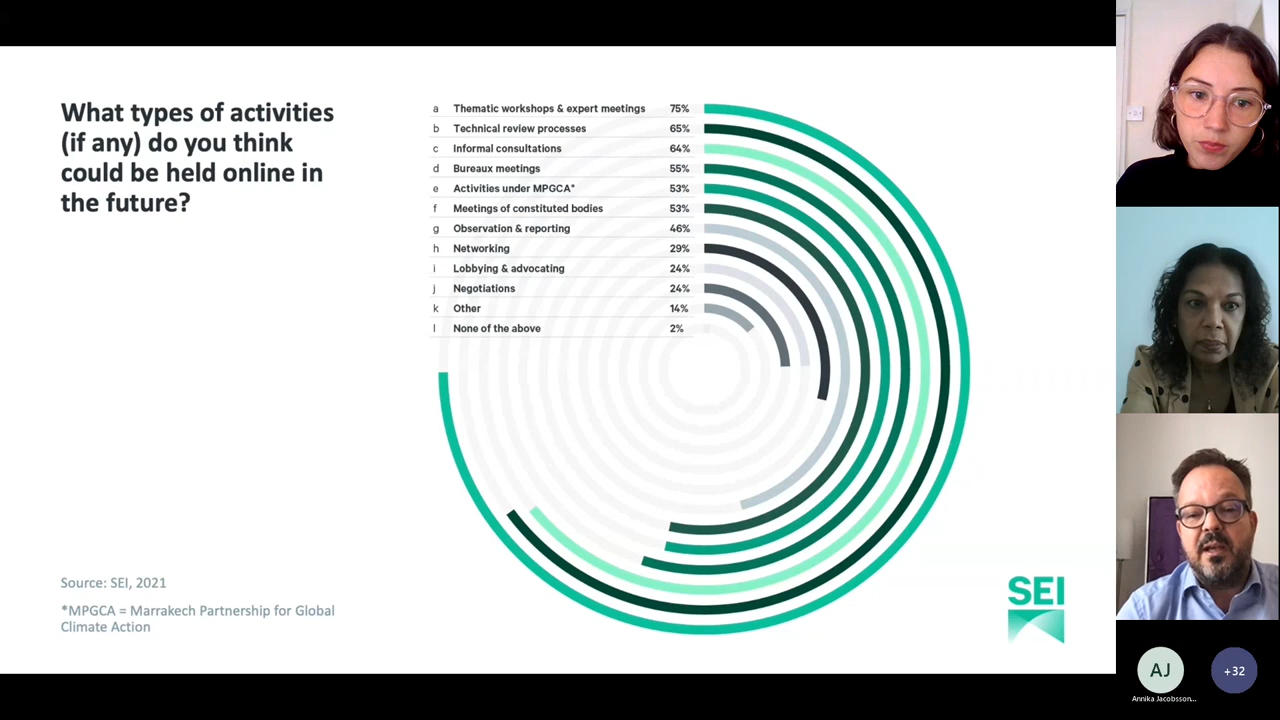 What types of activities
(if any) do you think
could be held online in
the future?
a Thematic workshops & expert meetings 75%
b Technical review processes 65%
c Informal consultations 64%
d Bureaux meetings 55%
e Activities under MPGCA* 53%
f Meetings of constituted bodies 53%
g Observation & reporting 46%
h Networking 29%
i Lobbying & advocating 24%
j Negotiations 24%
k Other 14%
l None of the above 2%
Source: SEI, 2021
*MPGCA = Marrakech Partnership for Global
Climate Action
SEI
AJ
+32
Annika Jacobsson...